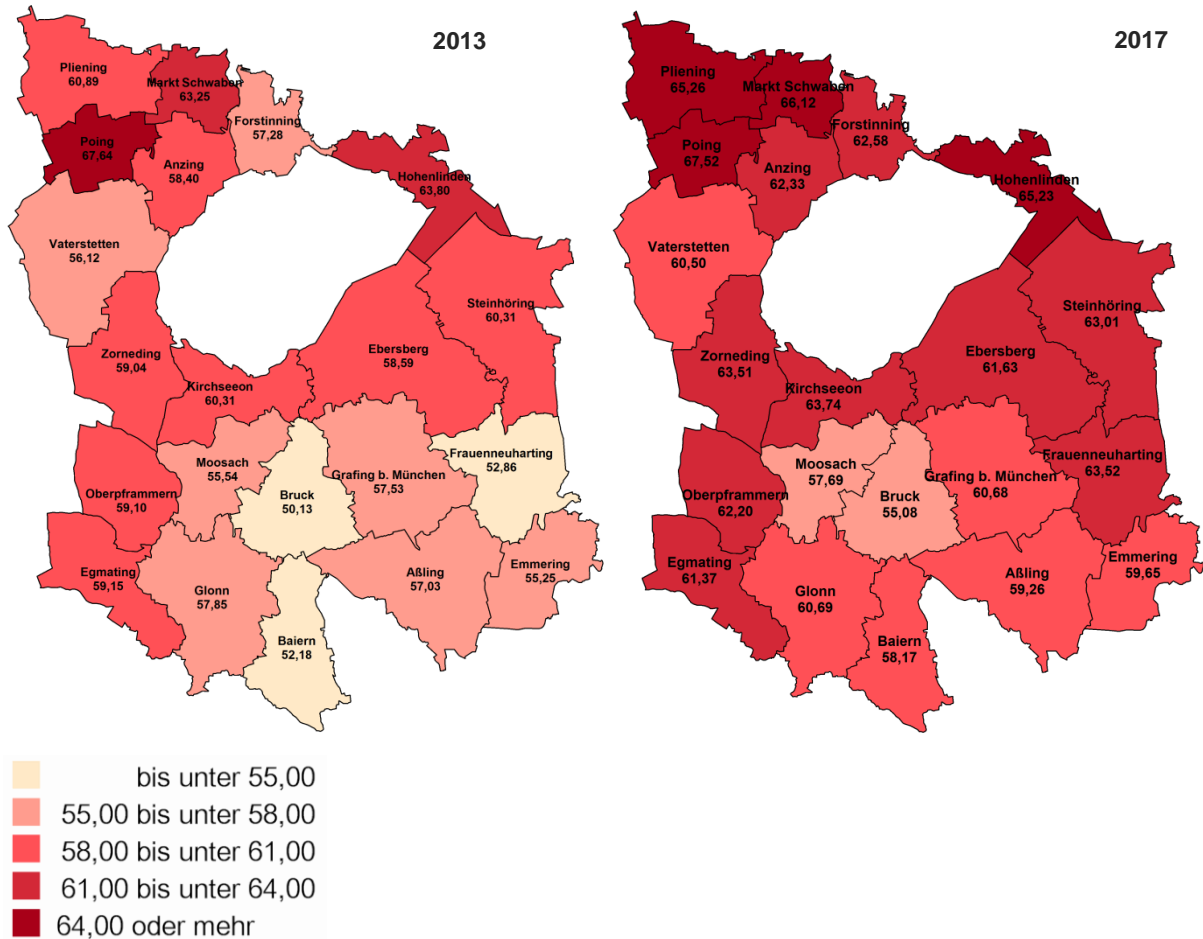 2013
Pliening
60,89
Markt Schwaben
63,25
Forstinning
57,28
Poing
67,64
Anzing
58,40
Hohenlinden
63,80
Vaterstetten
56,12
Steinhöring
60,31
Zorneding
59,04
Ebersberg
58,59
Kirchseeon
60,31
Moosach
55,54
Frauenneuharting
52,86
Grafing b. München
57,53
Oberpframmern
59,10
Bruck
50,13
Egmating
59,15
Glonn
57,85
Aßling
57,03
Emmering
55,25
Baiern
52,18
2017
Pliening
65,26
Markt Schwaben
66,12
Forstinning
62,58
Poing
67,52
Anzing
62,33
Hohenlinden
65,23
Vaterstetten
60,50
Steinhöring
63,01
Zorneding
63,51
Ebersberg
61,63
Kirchseeon
63,74
Moosach
57,69
Frauenneuharting
63,52
Grafing b. München
60,68
Oberpframmern
62,20
Bruck
55,08
Egmating
61,37
Glonn
60,69
Aßling
59,26
Emmering
59,65
Baiern
58,17
bis unter 55,00
55,00 bis unter 58,00
58,00 bis unter 61,00
61,00 bis unter 64,00
64,00 oder mehr